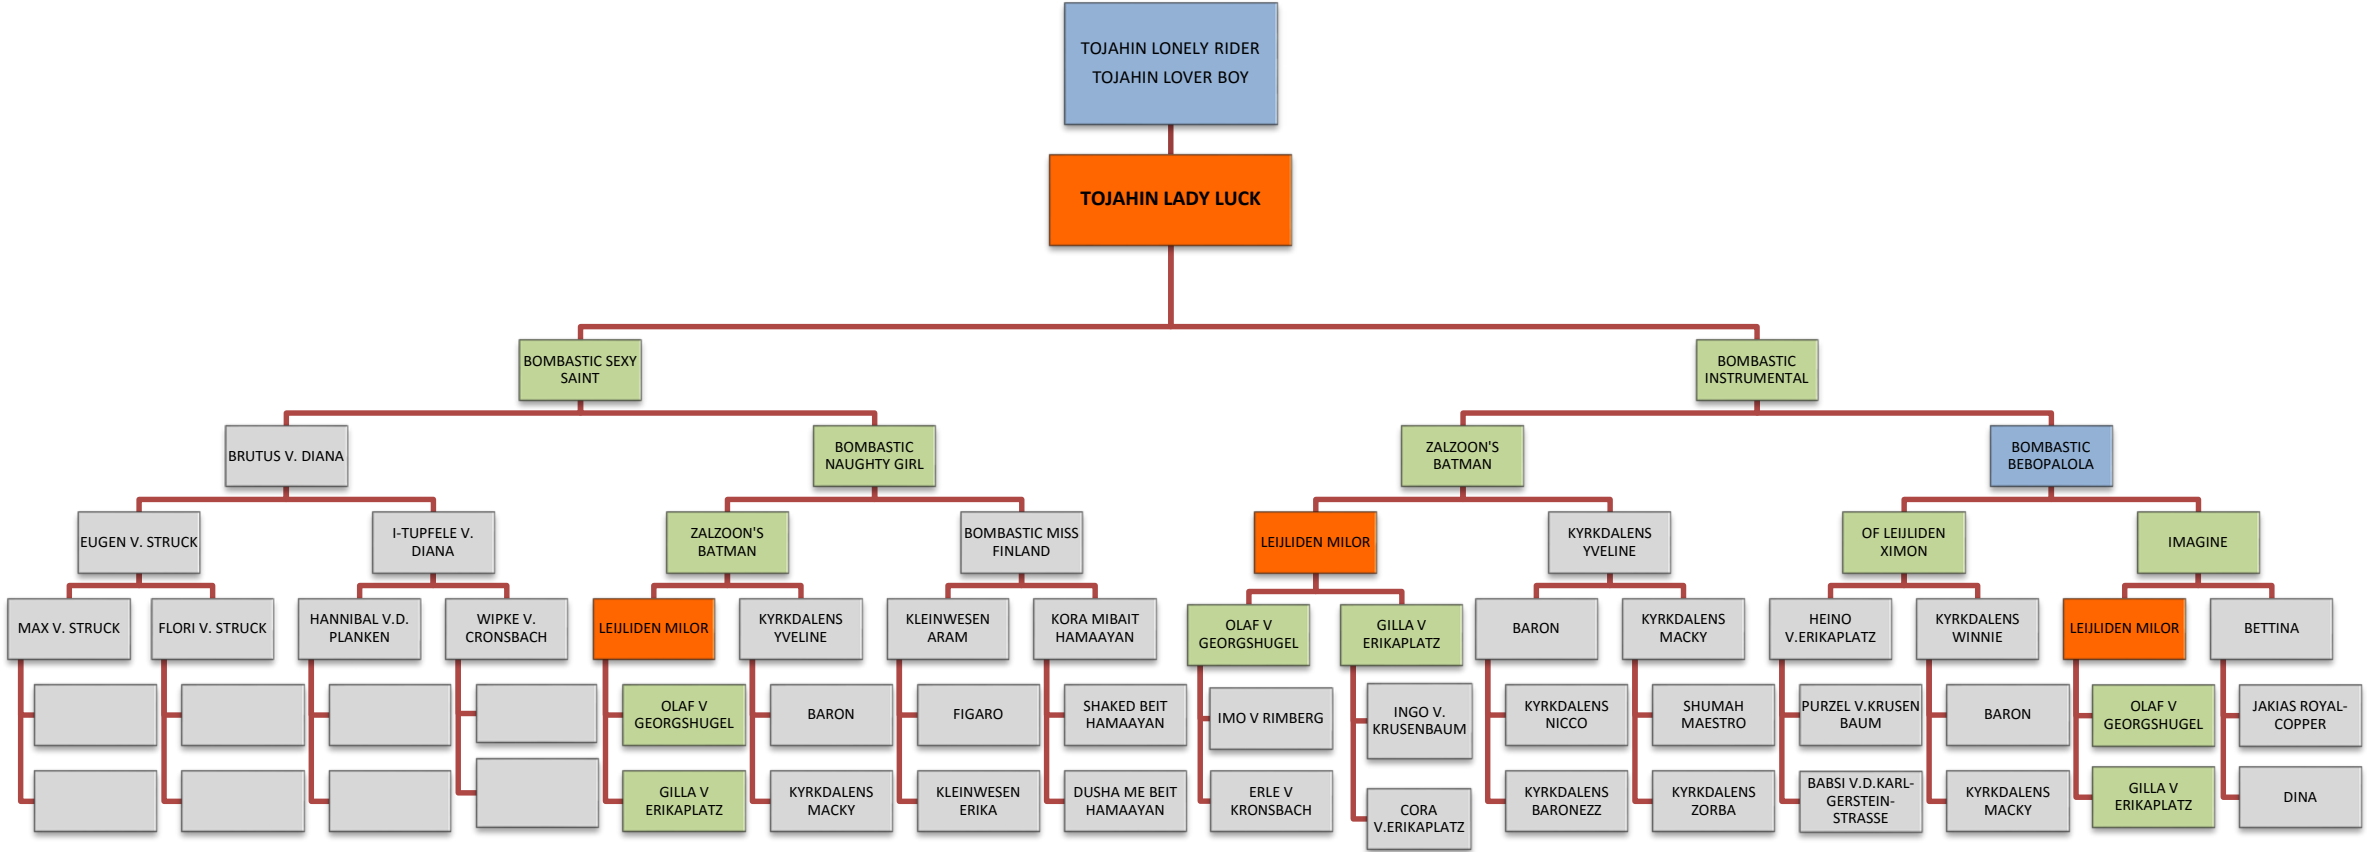 TOJAHIN LONELY RIDER
TOJAHIN LOVER BOY
TOJAHIN LADY LUCK
BOMBASTIC SEXY
SAINT
BOMBASTIC
INSTRUMENTAL
BRUTUS V. DIANA
BOMBASTIC
NAUGHTY GIRL
ZALZOON'S
BATMAN
BOMBASTIC
BEBOPALOLA
EUGEN V. STRUCK
I-TUPFELE V.
DIANA
ZALZOON'S
BATMAN
BOMBASTIC MISS
FINLAND
LEIJLIDEN MILOR
KYRKDALENS
YVELINE
OF LEIJLIDEN
XIMON
IMAGINE
MAX V. STRUCK
FLORI V. STRUCK
HANNIBAL V.D.
PLANKEN
WIPKE V.
CRONSBACH
LEIJLIDEN MILOR
KYRKDALENS
YVELINE
KLEINWESEN
ARAM
KORA MIBAIT
HAMAAYAN
OLAF V
GEORGSHUGEL
GILLA V
ERIKAPLATZ
BARON
KYRKDALENS
MACKY
HEINO
V.ERIKAPLATZ
KYRKDALENS
WINNIE
LEIJLIDEN MILOR
BETTINA
OLAF V
GEORGSHUGEL
BARON
FIGARO
SHAKED BEIT
HAMAAYAN
IMO V RIMBERG
INGO V.
KRUSENBAUM
KYRKDALENS
NICCO
SHUMAH
MAESTRO
PURZEL V.KRUSEN
BAUM
BARON
OLAF V
GEORGSHUGEL
JAKIAS ROYAL-
COPPER
GILLA V
ERIKAPLATZ
KYRKDALENS
MACKY
KLEINWESEN
ERIKA
DUSHA ME BEIT
HAMAAYAN
ERLE V
KRONSBACH
CORA
V.ERIKAPLATZ
KYRKDALENS
BARONEZZ
KYRKDALENS
ZORBA
BABSI V.D.KARL-
GERSTEIN-
STRASSE
KYRKDALENS
MACKY
GILLA V
ERIKAPLATZ
DINA